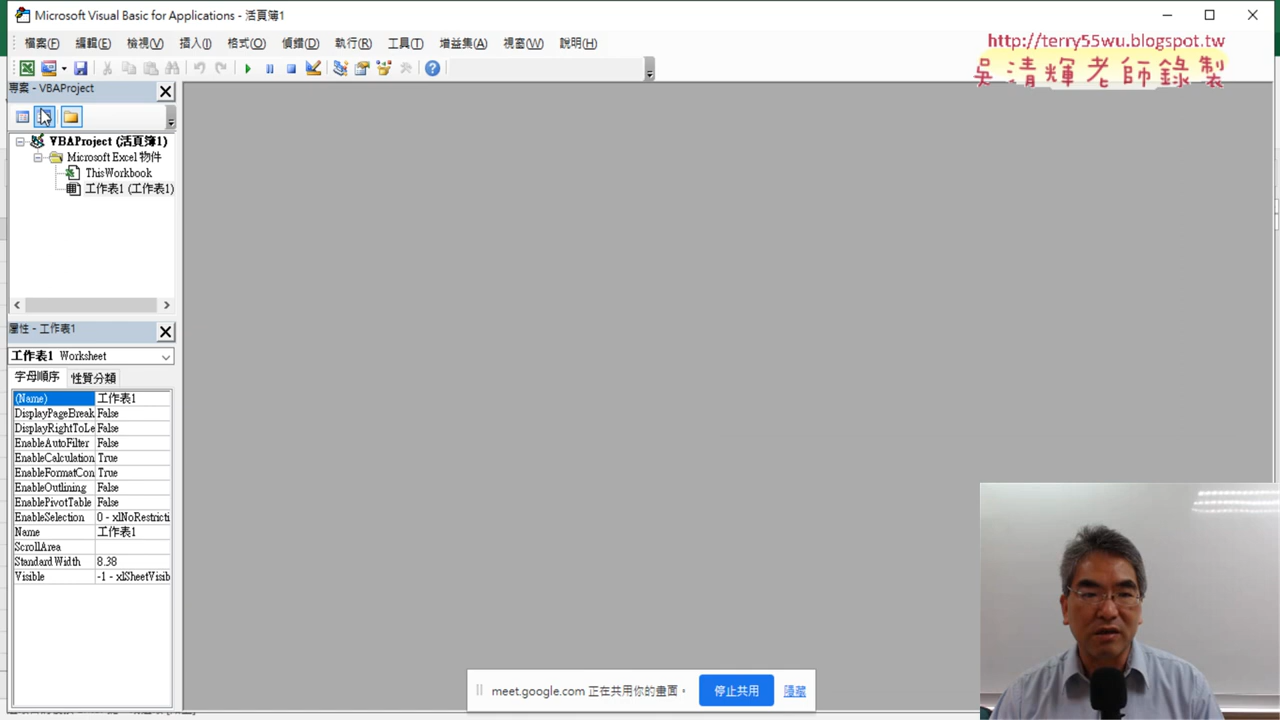 Microsoft Visual Basic for Applications - 活頁簿1
檔案(F) 編輯(E) 檢視(V) 插入(I) 格式(O) 偵錯(D) 執行(R) 工具(T) 增益集(A) 視窗(W) 說明(H)
http://terry55wu.blogspot.tw
吳清輝老師錄製
專案 - VBAProject
VBAProject (活頁簿1)
Microsoft Excel 物件
ThisWorkbook
工作表1 (工作表1)
屬性 - 工作表1
工作表1 Worksheet
字母順序 性質分類
(Name) 工作表1
DisplayPageBreak False
DisplayRightToLe False
EnableAutoFilter False
EnableCalculation True
EnableFormatCon True
EnableOutlining False
EnablePivotTable False
EnableSelection 0 - xlNoRestricti
Name 工作表1
ScrollArea
StandardWidth 8.38
Visible -1 - xlSheetVisib
meet.google.com 正在共用你的畫面。 停止共用 隱藏